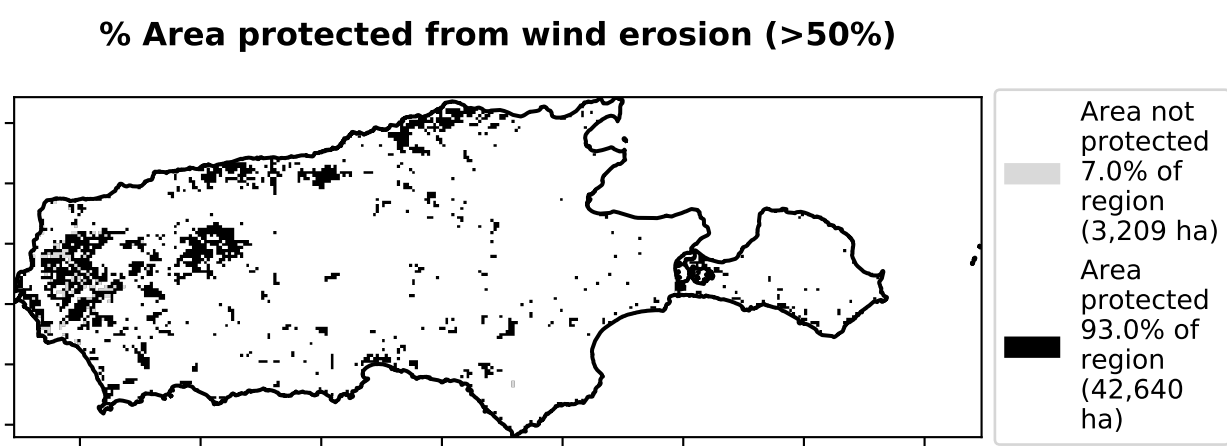 % Area protected from wind erosion (>50%)
Area not
protected
7.0% of
region
(3,209 ha)
Area
protected
93.0% of
region
(42,640
ha)